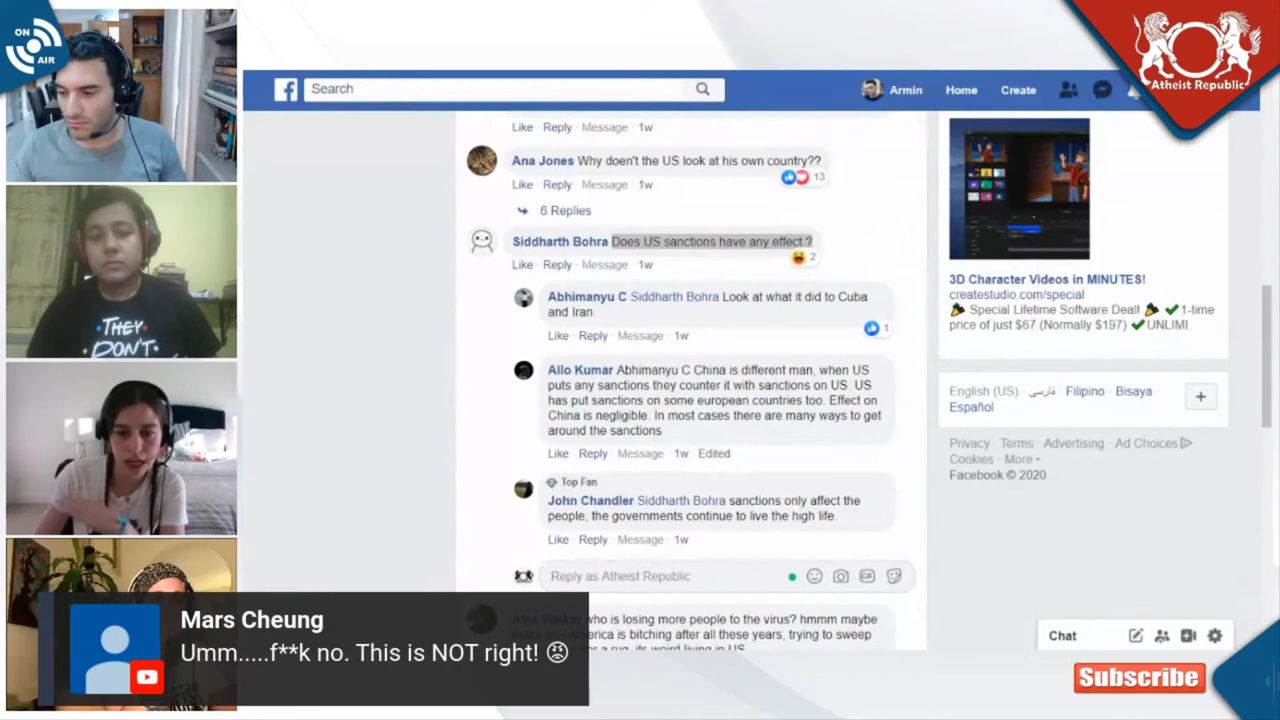 ON
AIR
THEY
DON'T
Search
Armin
Home
Create
Atheist Republic
Like · Reply · Message · 1w
Ana Jones Why doen't the US look at his own country??
13
Like · Reply · Message · 1w
6 Replies
Siddharth Bohra Does US sanctions have any effect ?
2
Like · Reply · Message · 1w
Abhimanyu C Siddharth Bohra Look at what it did to Cuba
and Iran
1
Like · Reply · Message · 1w
Allo Kumar Abhimanyu C China is different man, when US
puts any sanctions they counter it with sanctions on US. US
has put sanctions on some european countries too. Effect on
China is negligible. In most cases there are many ways to get
around the sanctions
Like · Reply · Message · 1w · Edited
Top Fan
John Chandler Siddharth Bohra sanctions only affect the
people, the governments continue to live the high life.
Like · Reply · Message · 1w
Reply as Atheist Republic
who is losing more people to the virus? hmmm maybe
America is bitching after all these years, trying to sweep
3D Character Videos in MINUTES!
createstudio.com/special
Special Lifetime Software Deal! 1-time
price of just $67 (Normally $197) UNLIMI...
English (US) · فارسی · Filipino · Bisaya ·
Español
Privacy · Terms · Advertising · Ad Choices ·
Cookies · More
Facebook © 2020
Chat
Mars Cheung
Umm.....f**k no. This is NOT right! 😡
Subscribe